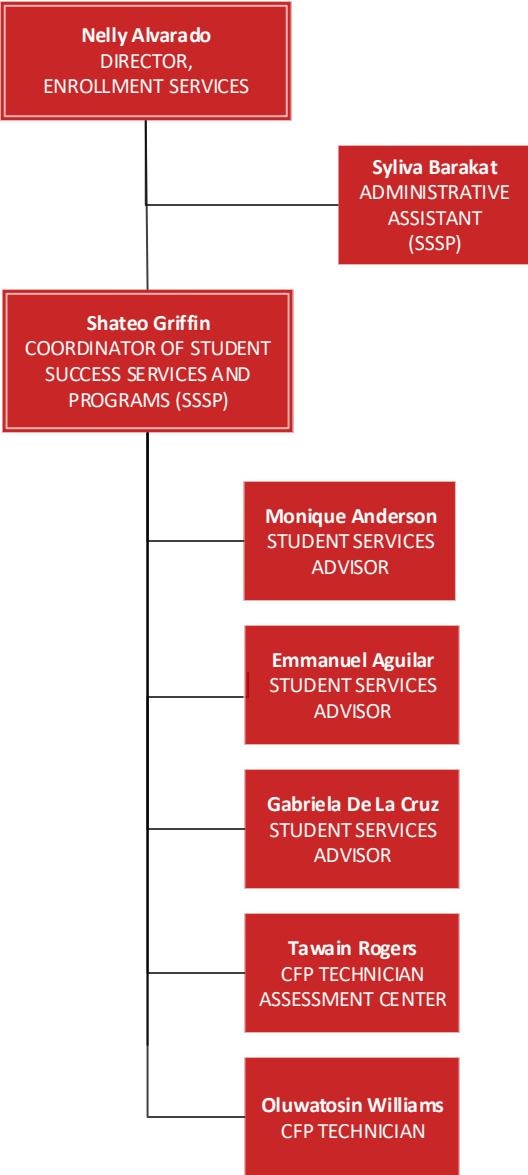 Nelly Alvarado
DIRECTOR,
ENROLLMENT SERVICES
Syliva Barakat
ADMINISTRATIVE
ASSISTANT
(SSSP)
Shateo Griffin
COORDINATOR OF STUDENT
SUCCESS SERVICES AND
PROGRAMS (SSSP)
Monique Anderson
STUDENT SERVICES
ADVISOR
Emmanuel Aguilar
STUDENT SERVICES
ADVISOR
Gabriela De La Cruz
STUDENT SERVICES
ADVISOR
Tawain Rogers
CFP TECHNICIAN
ASSESSMENT CENTER
Oluwatosin Williams
CFP TECHNICIAN